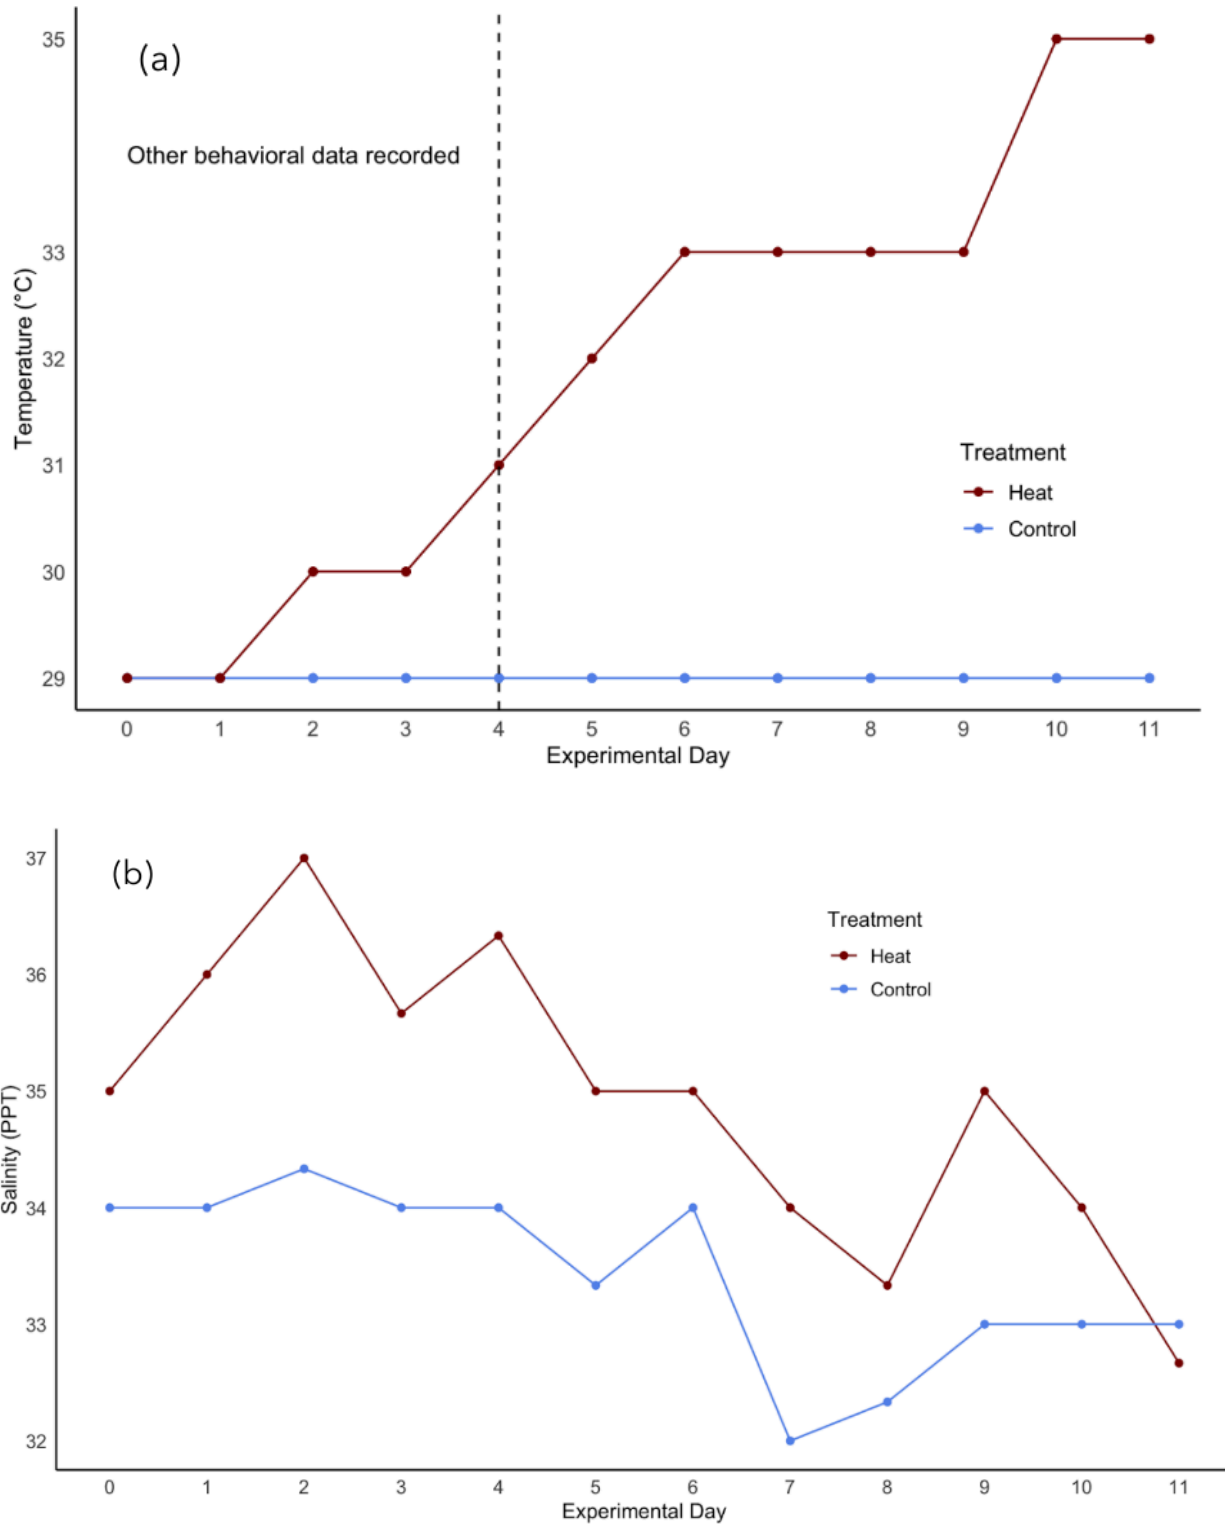 (a)
Other behavioral data recorded
35
33
32
31
30
29
Temperature (°C)
Treatment
Heat
Control
0 1 2 3 4 5 6 7 8 9 10 11
Experimental Day
(b)
37
36
35
34
33
32
Salinity (PPT)
Treatment
Heat
Control
0 1 2 3 4 5 6 7 8 9 10 11
Experimental Day